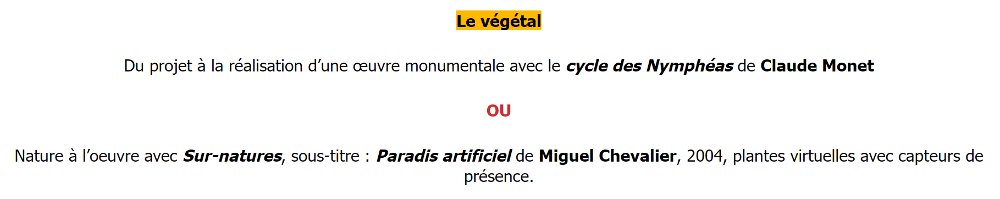 Le végétal
Du projet à la réalisation d’une œuvre monumentale avec le cycle des Nymphéas de Claude Monet
OU
Nature à l’oeuvre avec Sur-natures, sous-titre : Paradis artificiel de Miguel Chevalier, 2004, plantes virtuelles avec capteurs de
présence.